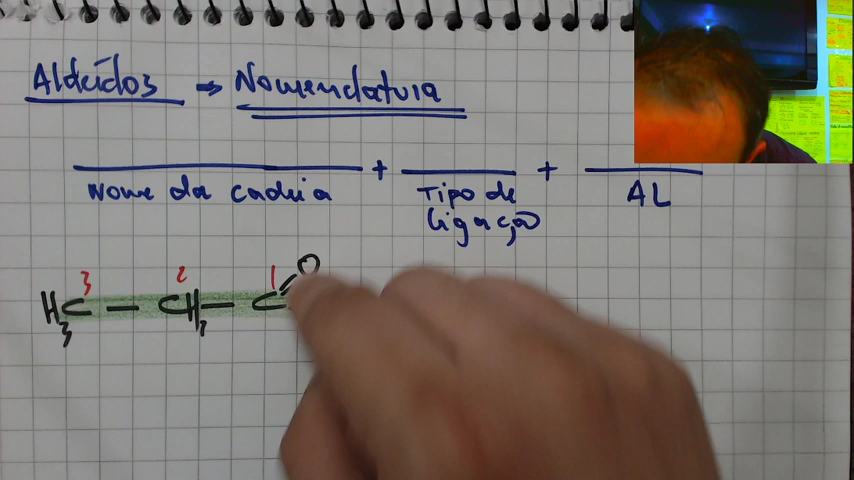 Aldeídos → Nomenclatura
+ +
Nome da cadeia Tipo de ligação AL
3 2 1
H₃C — CH₂ — C = O